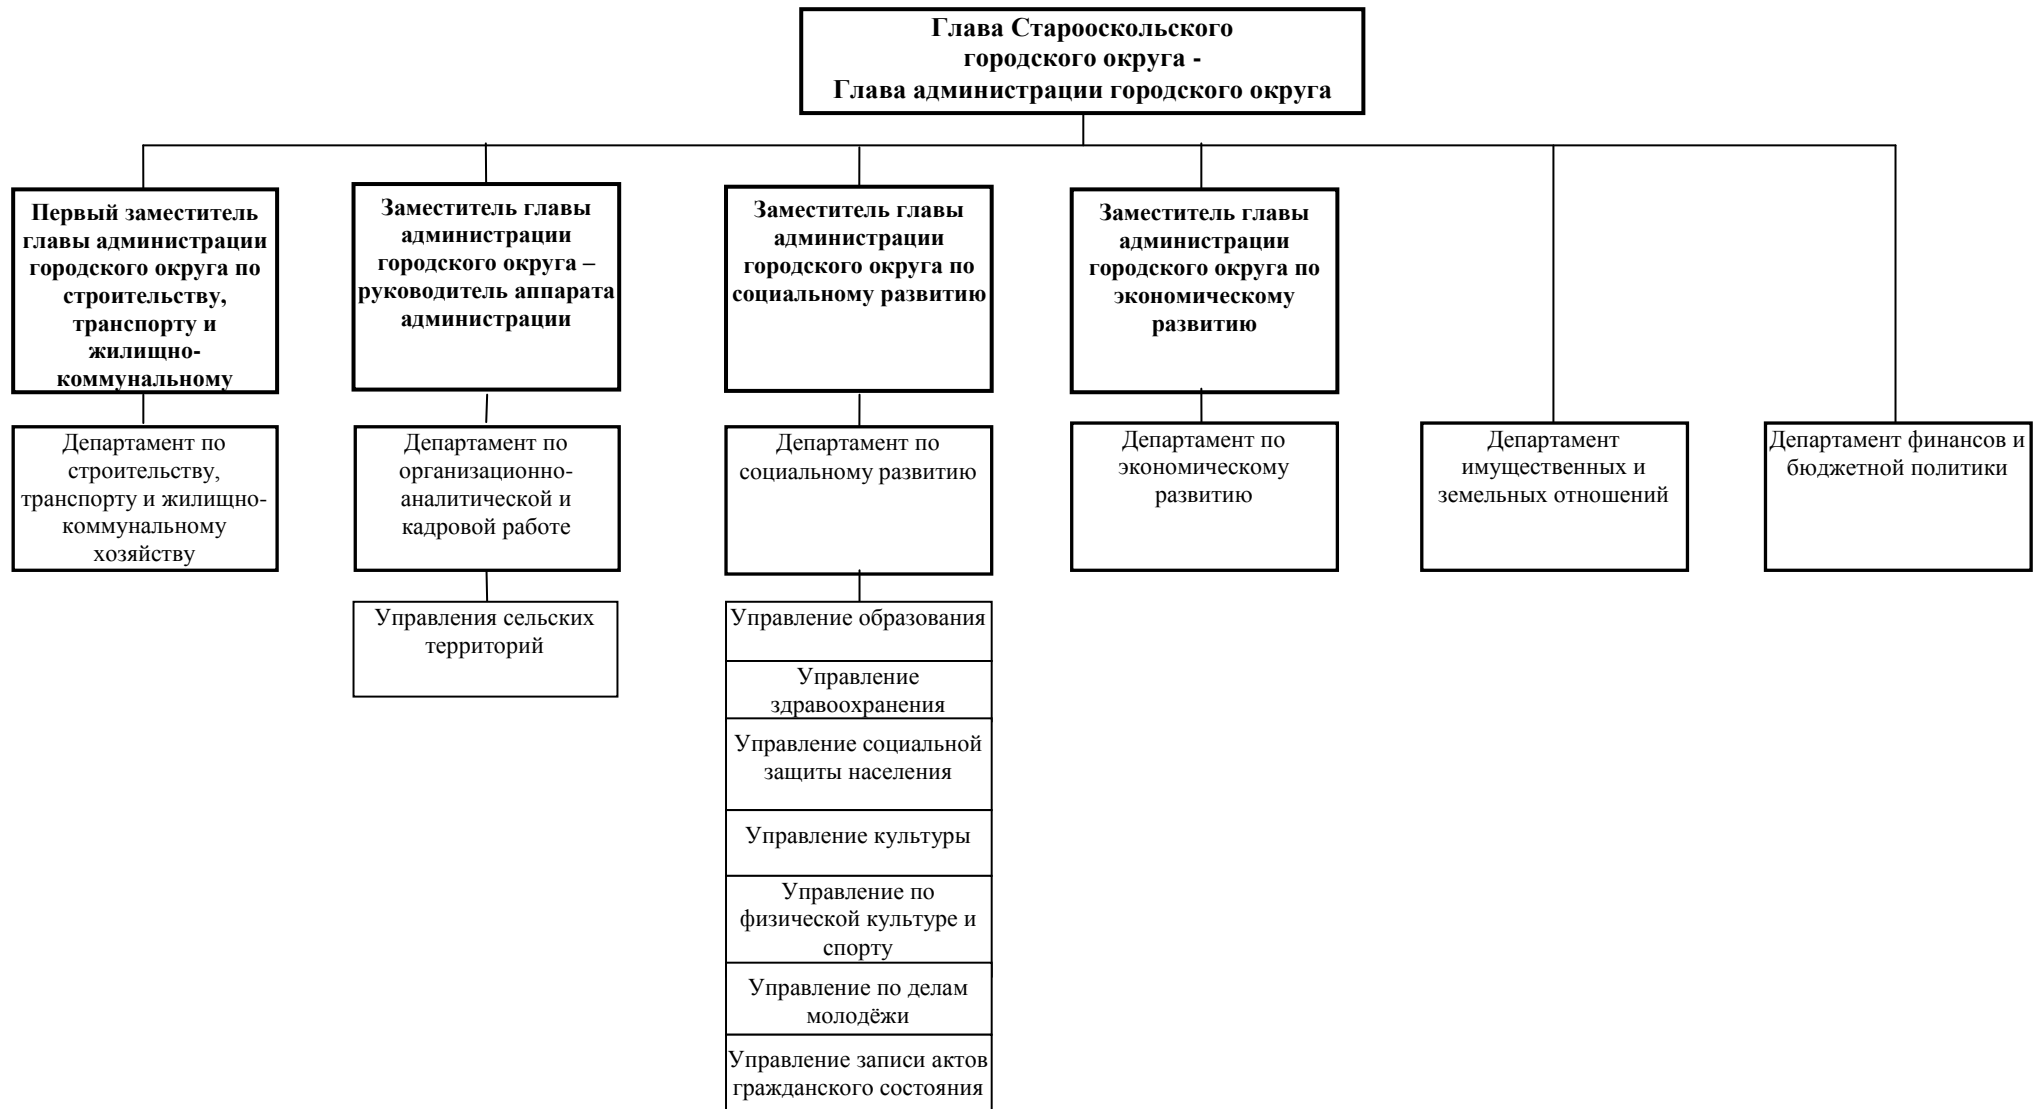 Глава Старооскольского
городского округа -
Глава администрации городского округа
Первый заместитель
главы администрации
городского округа по
строительству,
транспорту и
жилищно-
коммунальному
Заместитель главы
администрации
городского округа –
руководитель аппарата
администрации
Заместитель главы
администрации
городского округа по
социальному развитию
Заместитель главы
администрации
городского округа по
экономическому
развитию
Департамент по
строительству,
транспорту и жилищно-
коммунальному
хозяйству
Департамент по
организационно-
аналитической и
кадровой работе
Департамент по
социальному развитию
Департамент по
экономическому
развитию
Департамент
имущественных и
земельных отношений
Департамент финансов и
бюджетной политики
Управления сельских
территорий
Управление образования
Управление
здравоохранения
Управление социальной
защиты населения
Управление культуры
Управление по
физической культуре и
спорту
Управление по делам
молодёжи
Управление записи актов
гражданского состояния